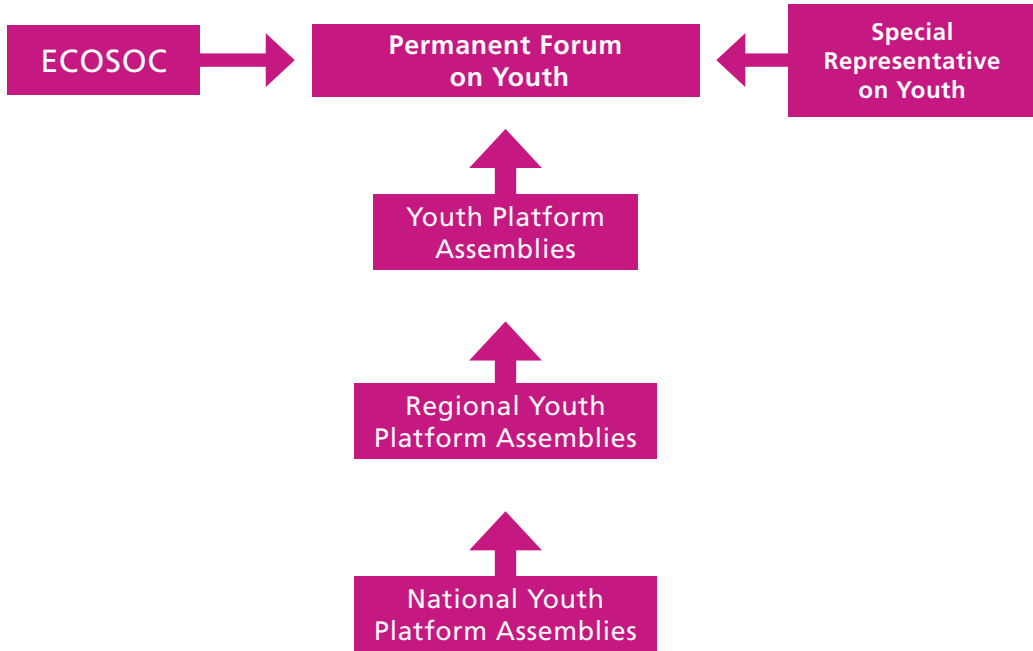 ECOSOC
Permanent Forum
on Youth
Special
Representative
on Youth
Youth Platform
Assemblies
Regional Youth
Platform Assemblies
National Youth
Platform Assemblies